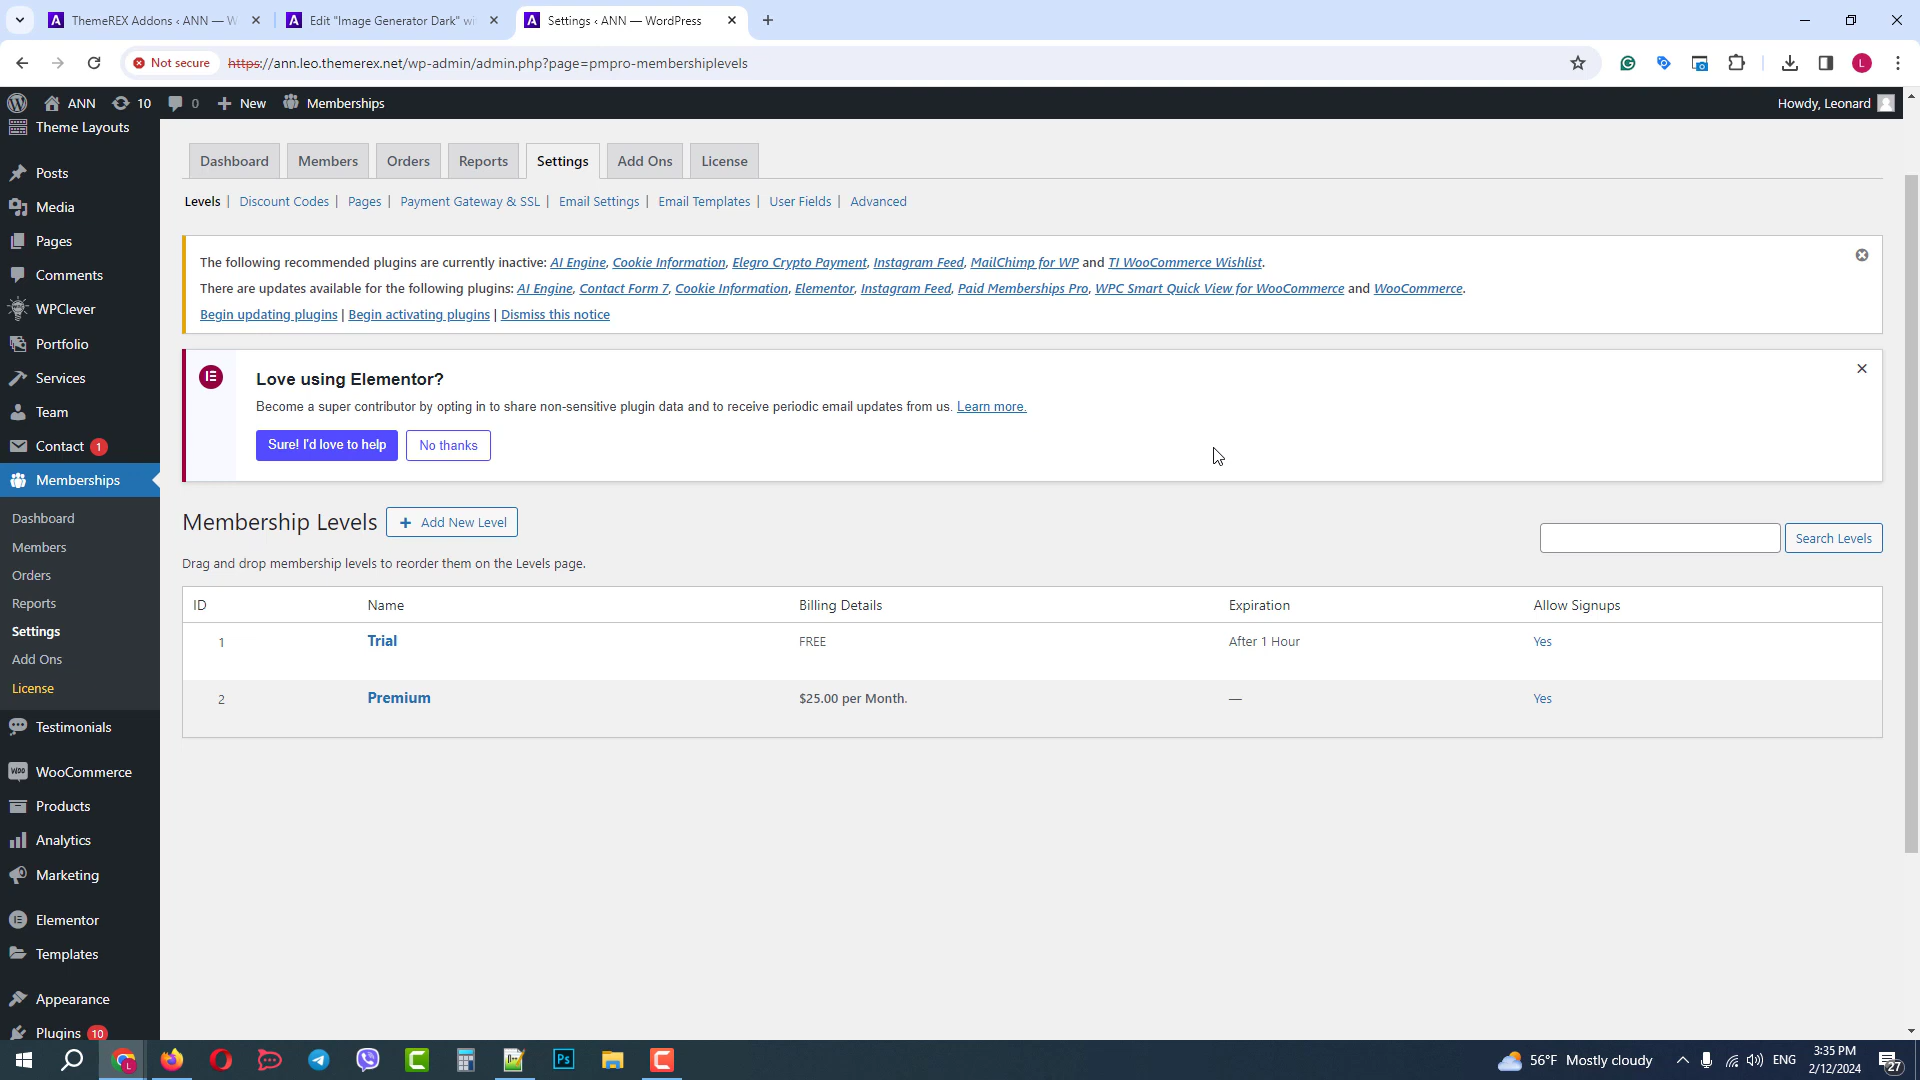 ThemeREX Addons ‹ ANN — W
Edit "Image Generator Dark" wi
Settings ‹ ANN — WordPress
Not secure
https://ann.leo.themerex.net/wp-admin/admin.php?page=pmpro-membershiplevels
L
ANN
10
0
New
Memberships
Howdy, Leonard
Theme Layouts
Posts
Media
Pages
Comments
WPClever
Portfolio
Services
Team
Contact 1
Memberships
Dashboard
Members
Orders
Reports
Settings
Add Ons
License
Testimonials
WooCommerce
Products
Analytics
Marketing
Elementor
Templates
Appearance
Plugins 10
Dashboard
Members
Orders
Reports
Settings
Add Ons
License
Levels | Discount Codes | Pages | Payment Gateway & SSL | Email Settings | Email Templates | User Fields | Advanced
The following recommended plugins are currently inactive: AI Engine, Cookie Information, Elegro Crypto Payment, Instagram Feed, MailChimp for WP and TI WooCommerce Wishlist.
There are updates available for the following plugins: AI Engine, Contact Form 7, Cookie Information, Elementor, Instagram Feed, Paid Memberships Pro, WPC Smart Quick View for WooCommerce and WooCommerce.
Begin updating plugins | Begin activating plugins | Dismiss this notice
Love using Elementor?
Become a super contributor by opting in to share non-sensitive plugin data and to receive periodic email updates from us. Learn more.
Sure! I'd love to help
No thanks
Membership Levels
+ Add New Level
Search Levels
Drag and drop membership levels to reorder them on the Levels page.
ID Name Billing Details Expiration Allow Signups
1 Trial FREE After 1 Hour Yes
2 Premium $25.00 per Month. — Yes
56°F Mostly cloudy
ENG
3:35 PM
2/12/2024
27